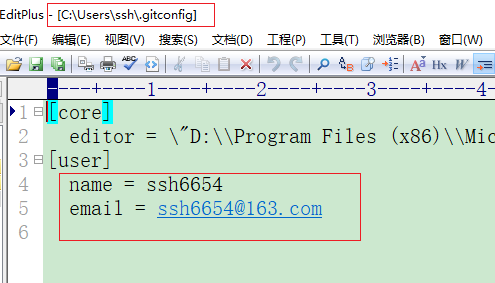 EditPlus - [C:\Users\ssh\.gitconfig]
文件(F) 编辑(E) 视图(V) 搜索(S) 文档(D) 工程(P) 工具(T) 浏览器(B) 窗口(W)
ABC Hx W
----+----1----+----2----+----3----+----4
1 [core]
2 editor = \"D:\\Program Files (x86)\\Mic
3 [user]
4 name = ssh6654
5 email = ssh6654@163.com
6